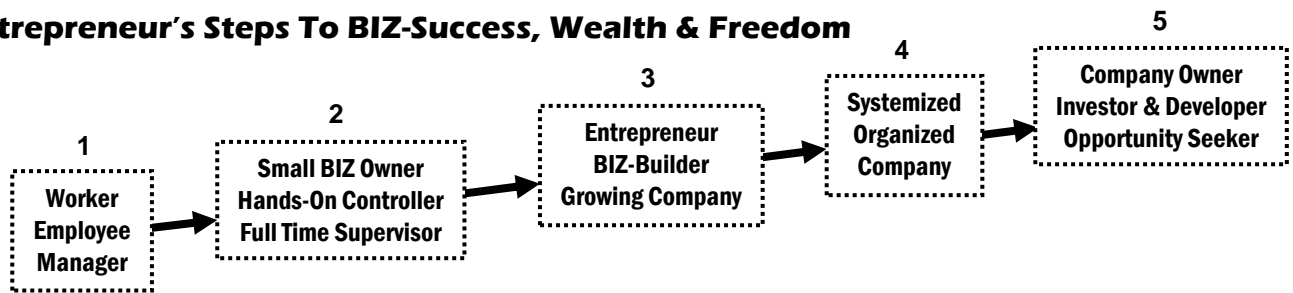 trepreneur's Steps To BIZ-Success, Wealth & Freedom
1
Worker
Employee
Manager
2
Small BIZ Owner
Hands-On Controller
Full Time Supervisor
3
Entrepreneur
BIZ-Builder
Growing Company
4
Systemized
Organized
Company
5
Company Owner
Investor & Developer
Opportunity Seeker